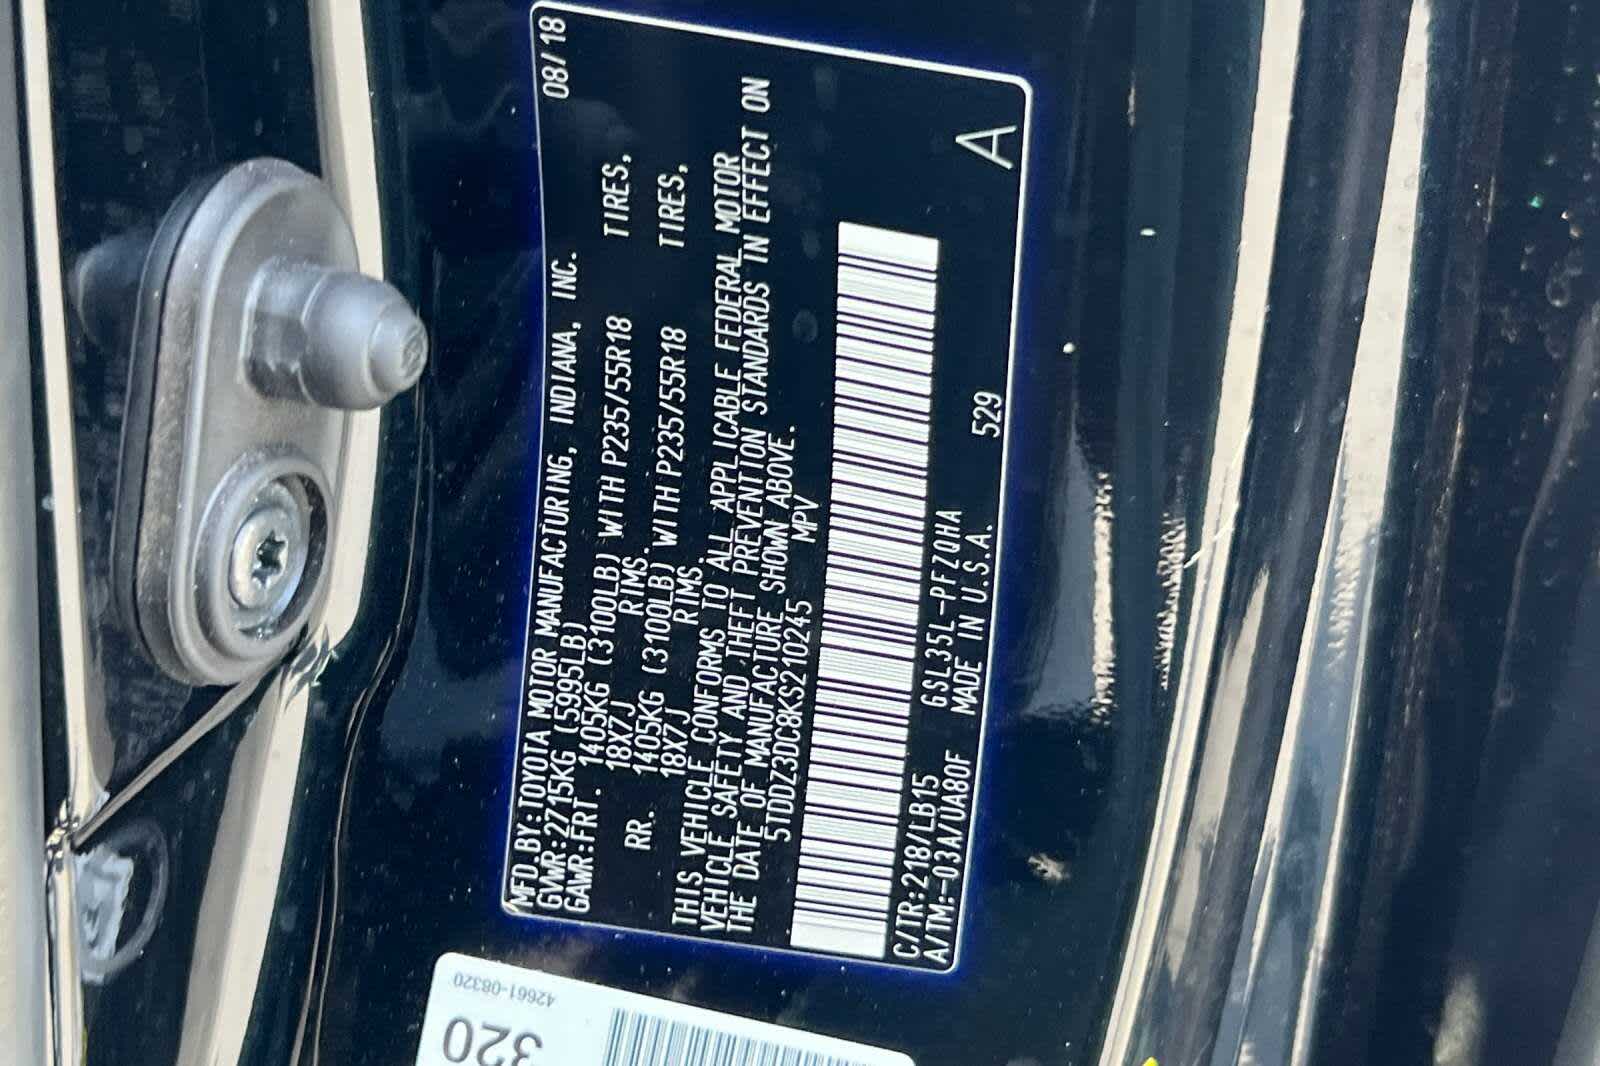 MFD.BY:TOYOTA MOTOR MANUFACTURING, INDIANA, INC. 08/18
GVWR:2715KG (5995LB)
GAWR:FRT. 1405KG (3100LB) WITH P235/55R18 TIRES,
18X7J RIMS.
RR. 1405KG (3100LB) WITH P235/55R18 TIRES,
18X7J RIMS.
THIS VEHICLE CONFORMS TO ALL APPLICABLE FEDERAL MOTOR
VEHICLE SAFETY AND THEFT PREVENTION STANDARDS IN EFFECT ON
THE DATE OF MANUFACTURE SHOWN ABOVE.
5TDDZ3DC8KS210245 MPV
C/TR:218/LB15 GSL35L-PFZQHA 529 A
A/TM:-03A/UA80F MADE IN U.S.A.
42661-08320
320